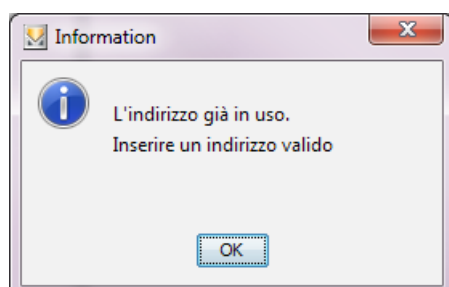 Information
L'indirizzo già in uso.
Inserire un indirizzo valido
OK